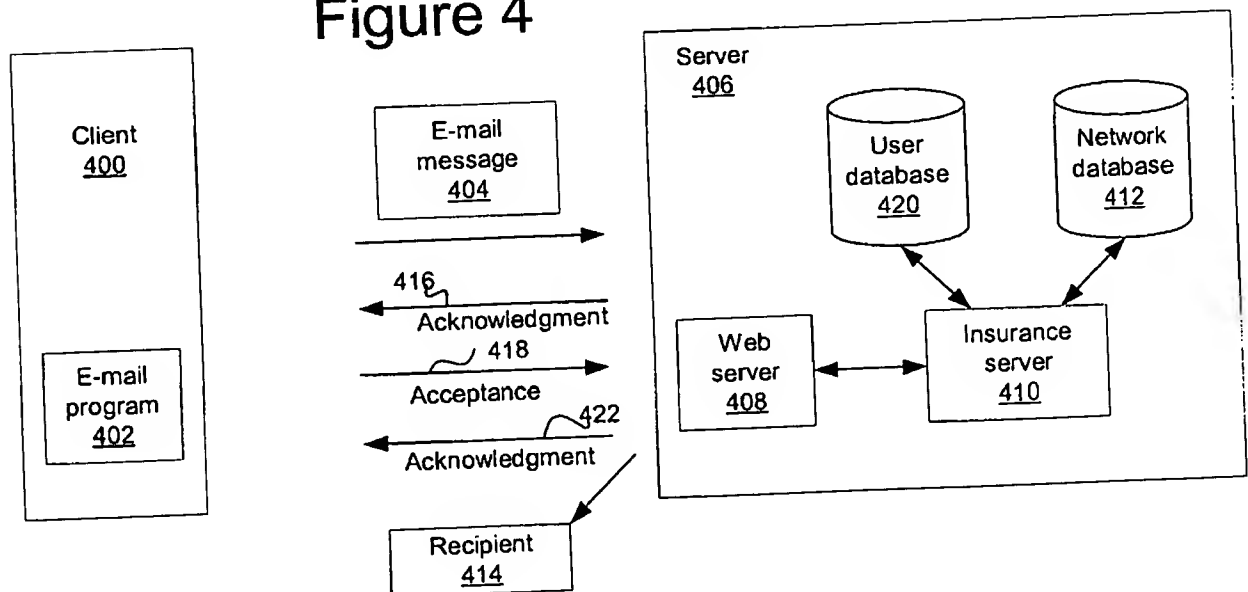 Figure 4
Client
400
E-mail
program
402
E-mail
message
404
416
Acknowledgment
418
Acceptance
422
Acknowledgment
Recipient
414
Server
406
User
database
420
Network
database
412
Web
server
408
Insurance
server
410